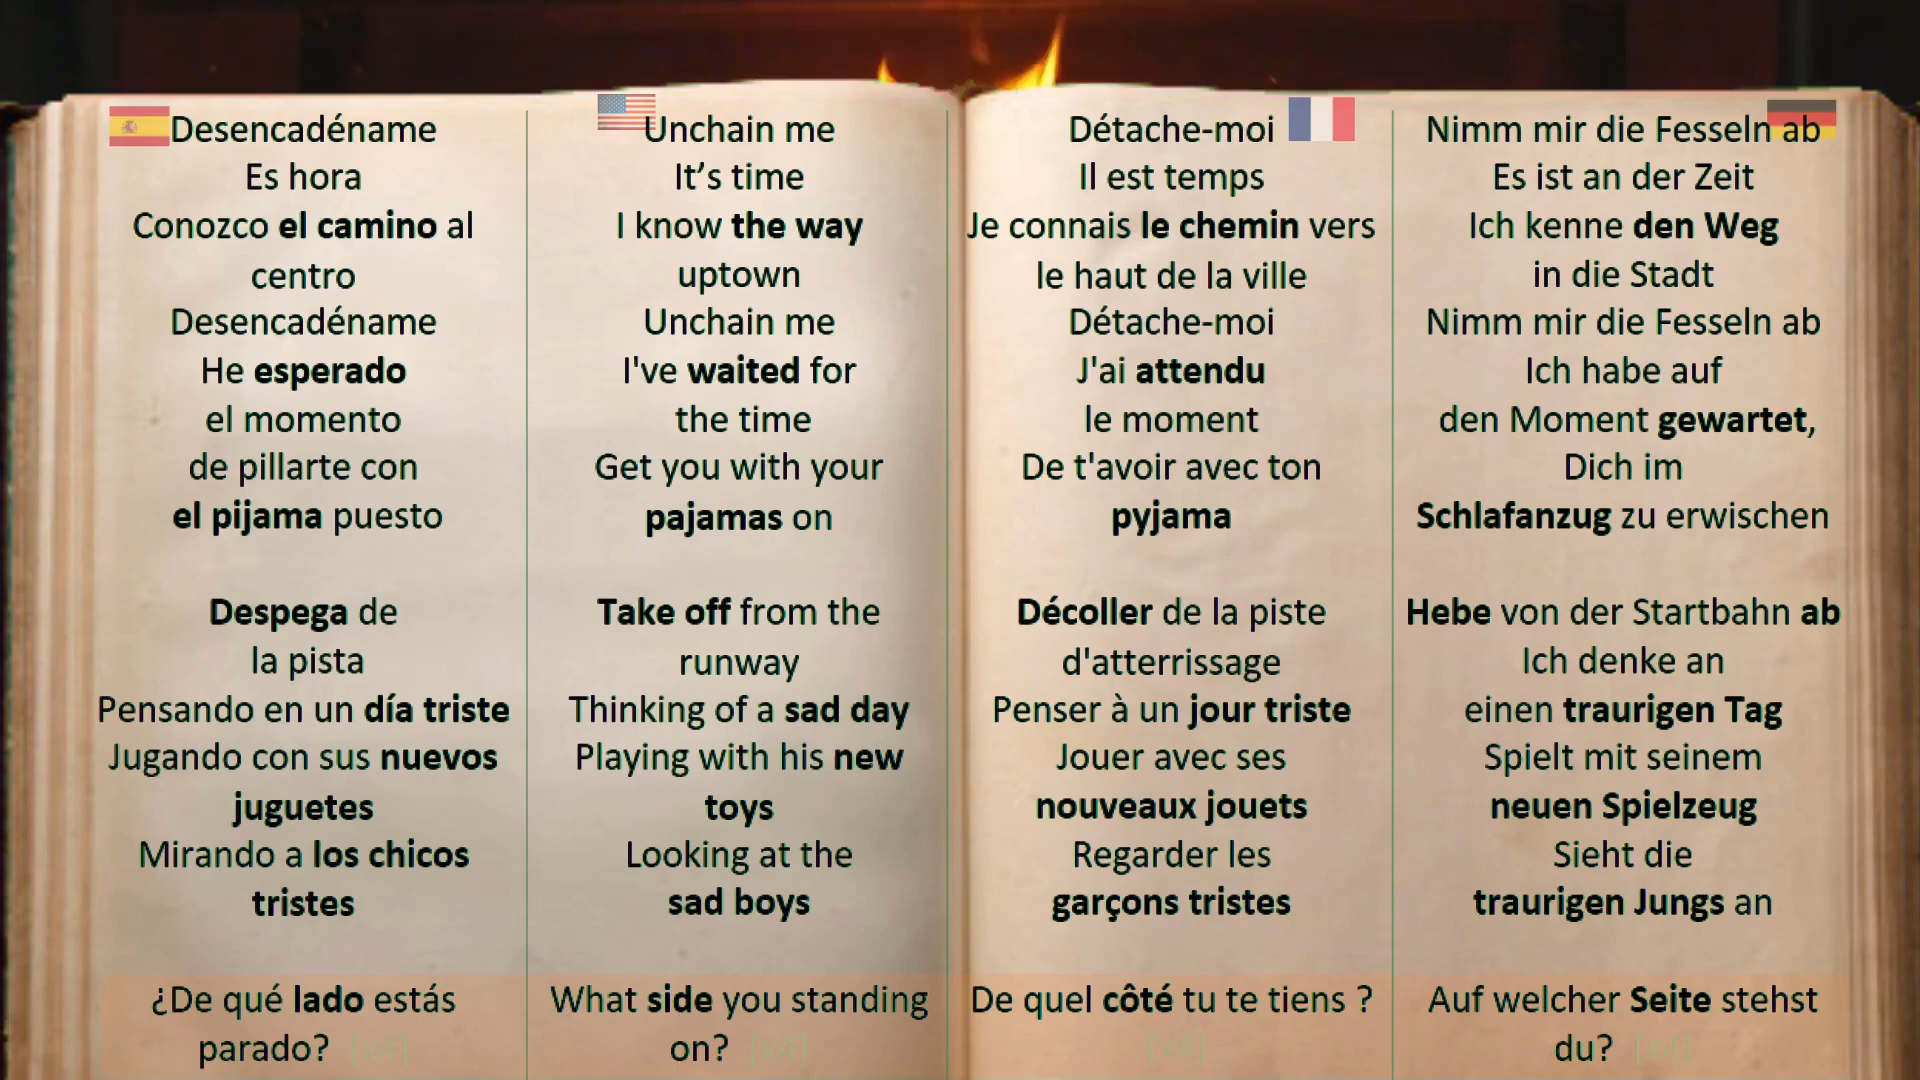 Desencadéname
Es hora
Conozco el camino al
centro
Desencadéname
He esperado
el momento
de pillarte con
el pijama puesto
Despega de
la pista
Pensando en un día triste
Jugando con sus nuevos
juguetes
Mirando a los chicos
tristes
¿De qué lado estás
parado? (x4)
Unchain me
It’s time
I know the way
uptown
Unchain me
I've waited for
the time
Get you with your
pajamas on
Take off from the
runway
Thinking of a sad day
Playing with his new
toys
Looking at the
sad boys
What side you standing
on? (x4)
Détache-moi
Il est temps
Je connais le chemin vers
le haut de la ville
Détache-moi
J'ai attendu
le moment
De t'avoir avec ton
pyjama
Décoller de la piste
d'atterrissage
Penser à un jour triste
Jouer avec ses
nouveaux jouets
Regarder les
garçons tristes
De quel côté tu te tiens ?
(x4)
Nimm mir die Fesseln ab
Es ist an der Zeit
Ich kenne den Weg
in die Stadt
Nimm mir die Fesseln ab
Ich habe auf
den Moment gewartet,
Dich im
Schlafanzug zu erwischen
Hebe von der Startbahn ab
Ich denke an
einen traurigen Tag
Spielt mit seinem
neuen Spielzeug
Sieht die
traurigen Jungs an
Auf welcher Seite stehst
du? (x4)